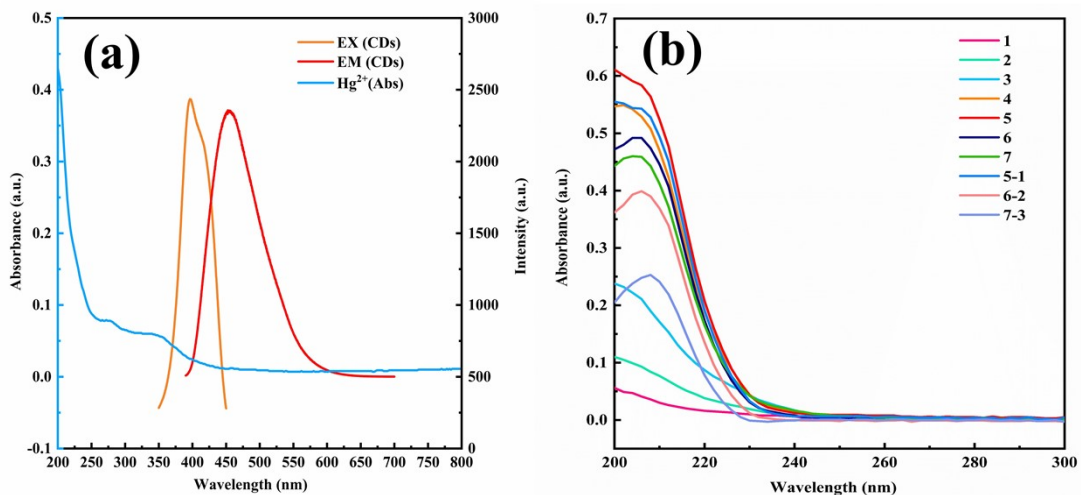 (a)
EX (CDs)
EM (CDs)
Hg²⁺(Abs)
Absorbance (a.u.)
0.5
0.4
0.3
0.2
0.1
0.0
-0.1
3000
2500
2000
1500
1000
500
0
Intensity (a.u.)
200 250 300 350 400 450 500 550 600 650 700 750 800
Wavelength (nm)
(b)
1
2
3
4
5
6
7
5-1
6-2
7-3
Absorbance (a.u.)
0.7
0.6
0.5
0.4
0.3
0.2
0.1
0.0
200 220 240 260 280 300
Wavelength (nm)